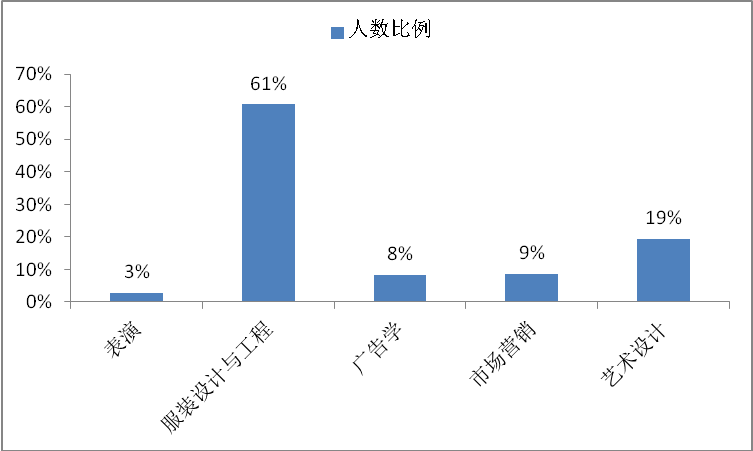 人数比例
70%
60%
50%
40%
30%
20%
10%
0%
3%
61%
8%
9%
19%
表演
服装设计与工程
广告学
市场营销
艺术设计